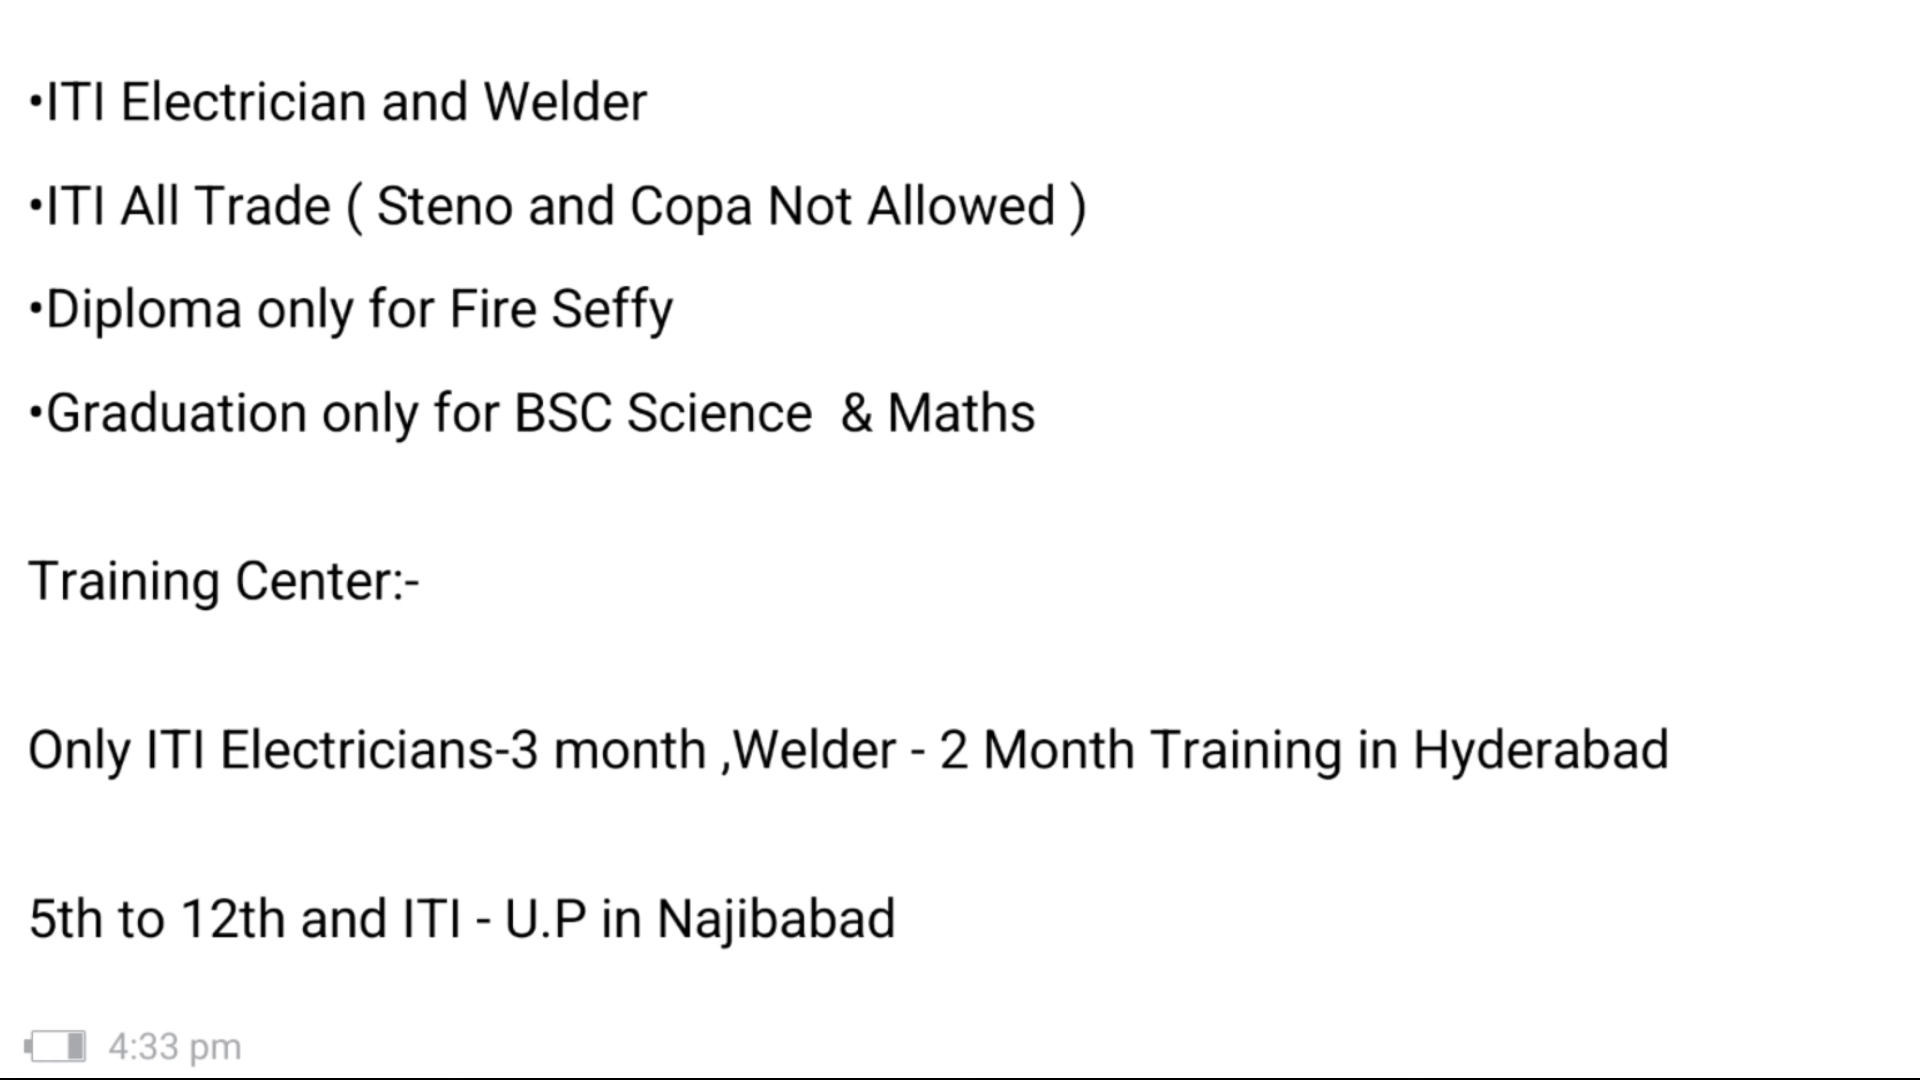 •ITI Electrician and Welder
•ITI All Trade ( Steno and Copa Not Allowed )
•Diploma only for Fire Seffy
•Graduation only for BSC Science  & Maths
Training Center:-
Only ITI Electricians-3 month ,Welder - 2 Month Training in Hyderabad
5th to 12th and ITI - U.P in Najibabad
4:33 pm